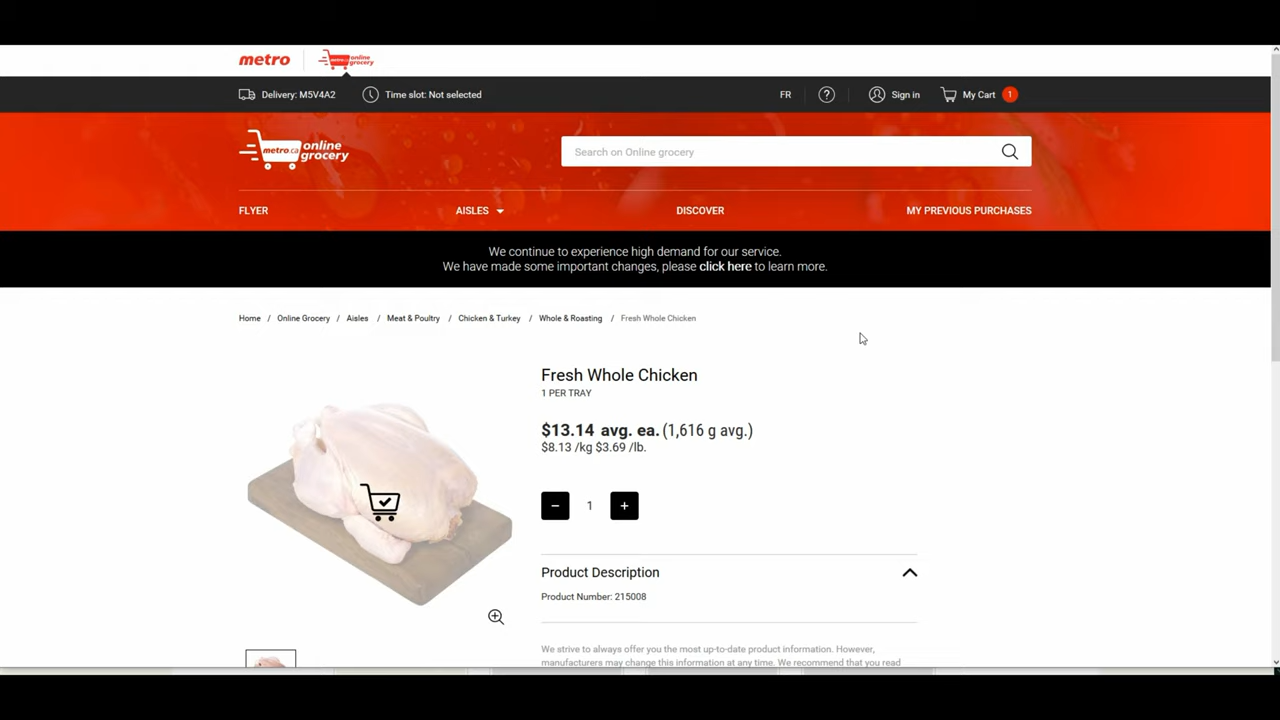 metro
metro.ca online grocery
Delivery: M5V4A2
Time slot: Not selected
FR
?
Sign in
My Cart
1
metro.ca online grocery
Search on Online grocery
FLYER
AISLES
DISCOVER
MY PREVIOUS PURCHASES
We continue to experience high demand for our service.
We have made some important changes, please click here to learn more.
Home / Online Grocery / Aisles / Meat & Poultry / Chicken & Turkey / Whole & Roasting / Fresh Whole Chicken
Fresh Whole Chicken
1 PER TRAY
$13.14 avg. ea. (1,616 g avg.)
$8.13 /kg $3.69 /lb.
− 1 +
Product Description
Product Number: 215008
We strive to always offer you the most up-to-date product information. However,
manufacturers may change this information at any time. We recommend that you read